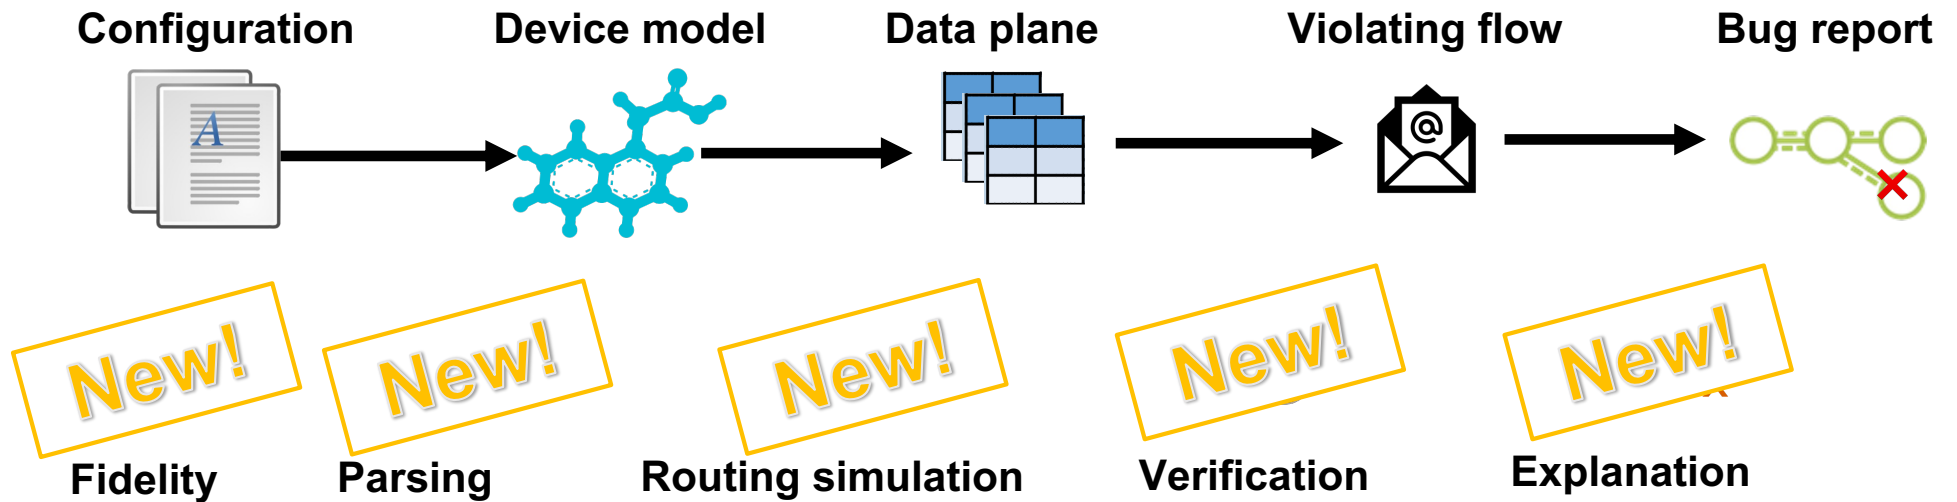 Configuration
Device model
Data plane
Violating flow
Bug report
A
@
New!
New!
New!
New!
New!
Fidelity
Parsing
Routing simulation
Verification
Explanation